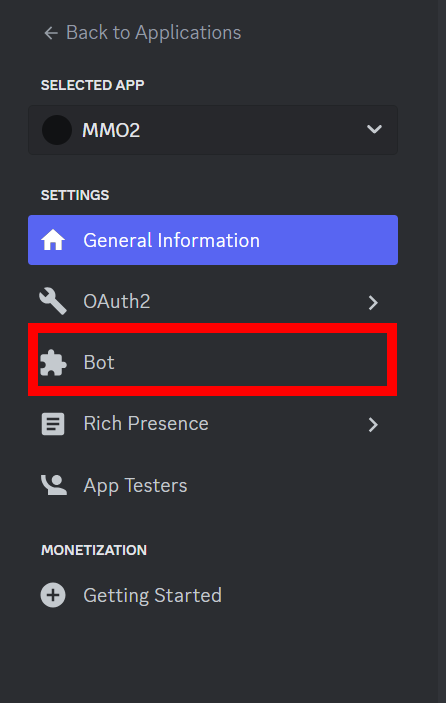 Back to Applications
SELECTED APP
MMO2
SETTINGS
General Information
OAuth2
Bot
Rich Presence
App Testers
MONETIZATION
Getting Started